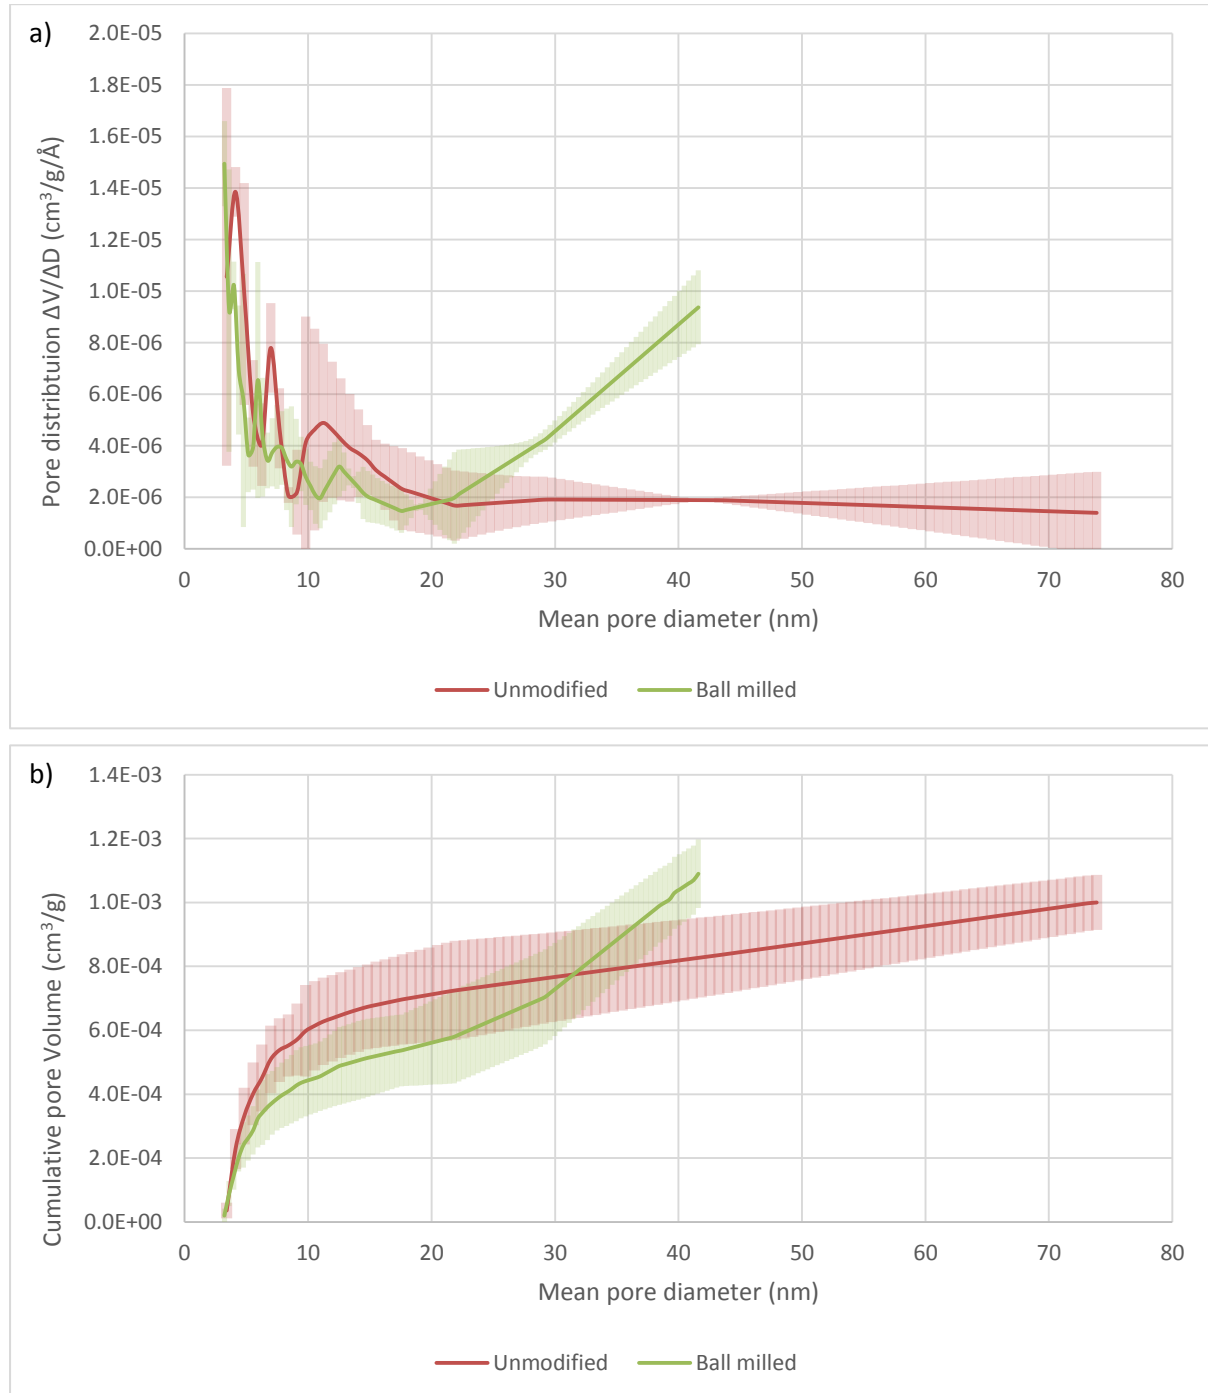 a)
2.0E-05
1.8E-05
1.6E-05
1.4E-05
1.2E-05
1.0E-05
8.0E-06
6.0E-06
4.0E-06
2.0E-06
0.0E+00
Pore distribtuion ΔV/ΔD (cm³/g/Å)
0 10 20 30 40 50 60 70 80
Mean pore diameter (nm)
Unmodified Ball milled
b)
1.4E-03
1.2E-03
1.0E-03
8.0E-04
6.0E-04
4.0E-04
2.0E-04
0.0E+00
Cumulative pore Volume (cm³/g)
0 10 20 30 40 50 60 70 80
Mean pore diameter (nm)
Unmodified Ball milled